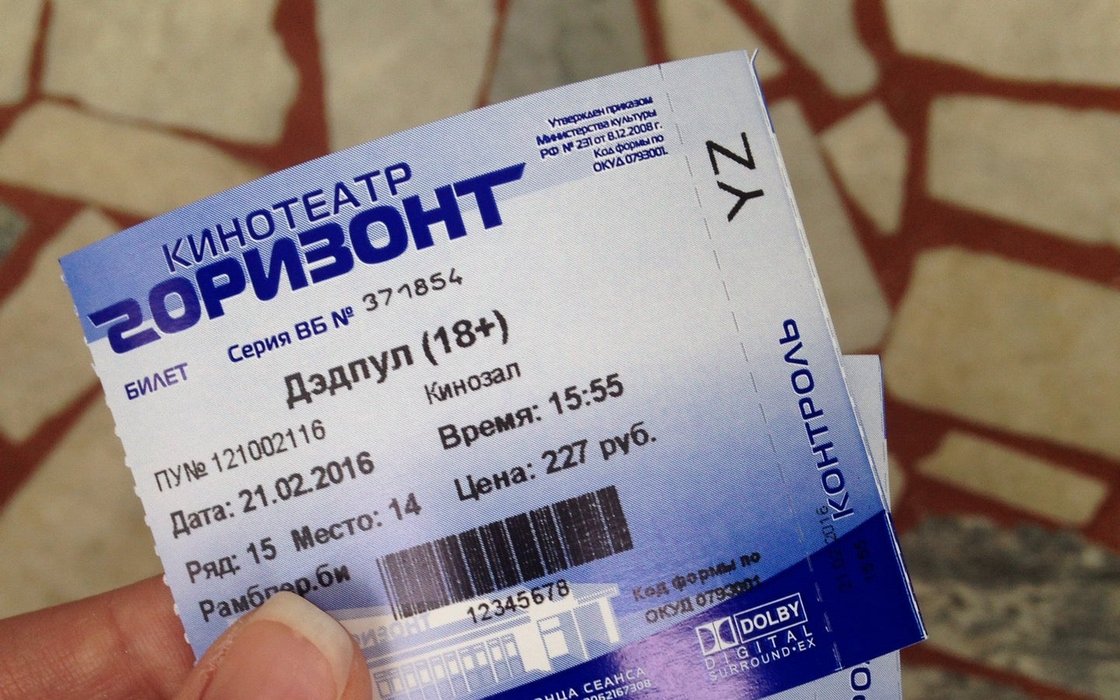 Утвержден приказом
Министерства культуры
РФ № 231 от 8.12.2008 г.
Код формы по
ОКУД 0793001.
КИНОТЕАТР
ГОРИЗОНТ
БИЛЕТ
Серия ВБ № 371854
Дэдпул (18+)
Кинозал
ПУ№ 121002116
Время: 15:55
Дата: 21.02.2016
Цена: 227 руб.
Ряд: 15 Место: 14
12345678
Код формы по
ОКУД 0793001
DOLBY
DIGITAL
SURROUND•EX
СЕАНСА
YZ
КОНТРОЛЬ